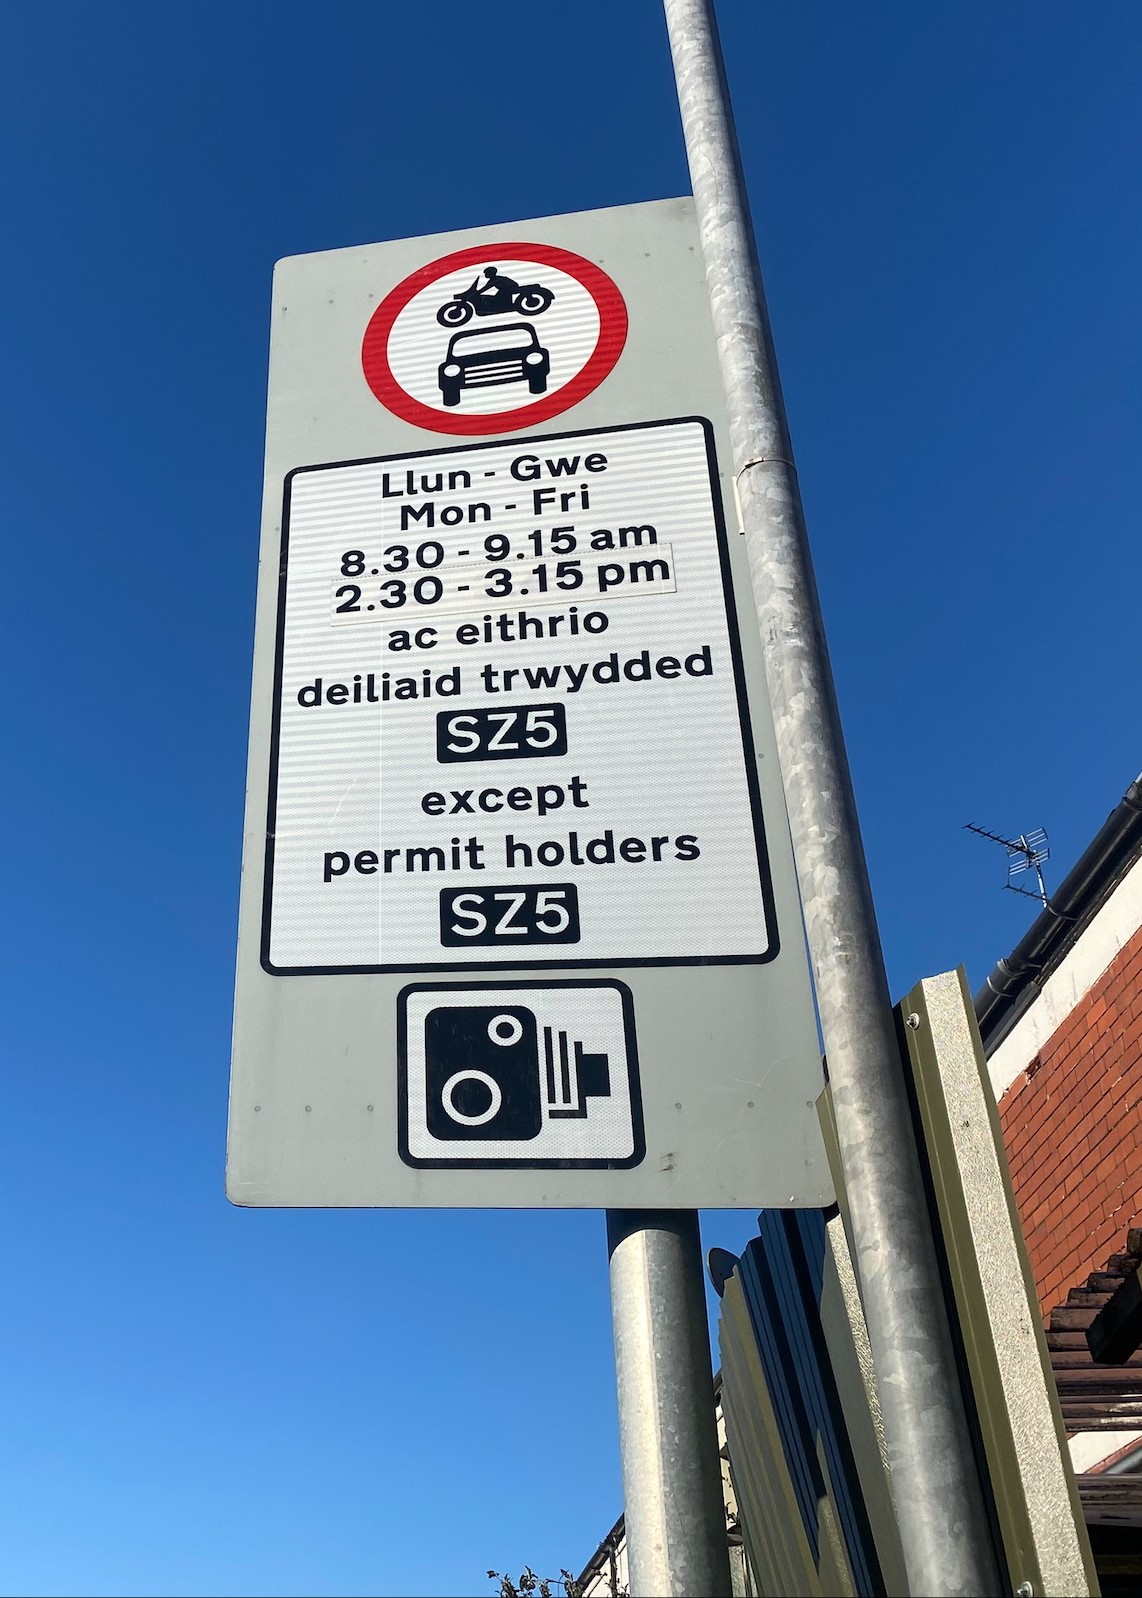 Llun - Gwe
Mon - Fri
8.30 - 9.15 am
2.30 - 3.15 pm
ac eithrio
deiliaid trwydded
SZ5
except
permit holders
SZ5